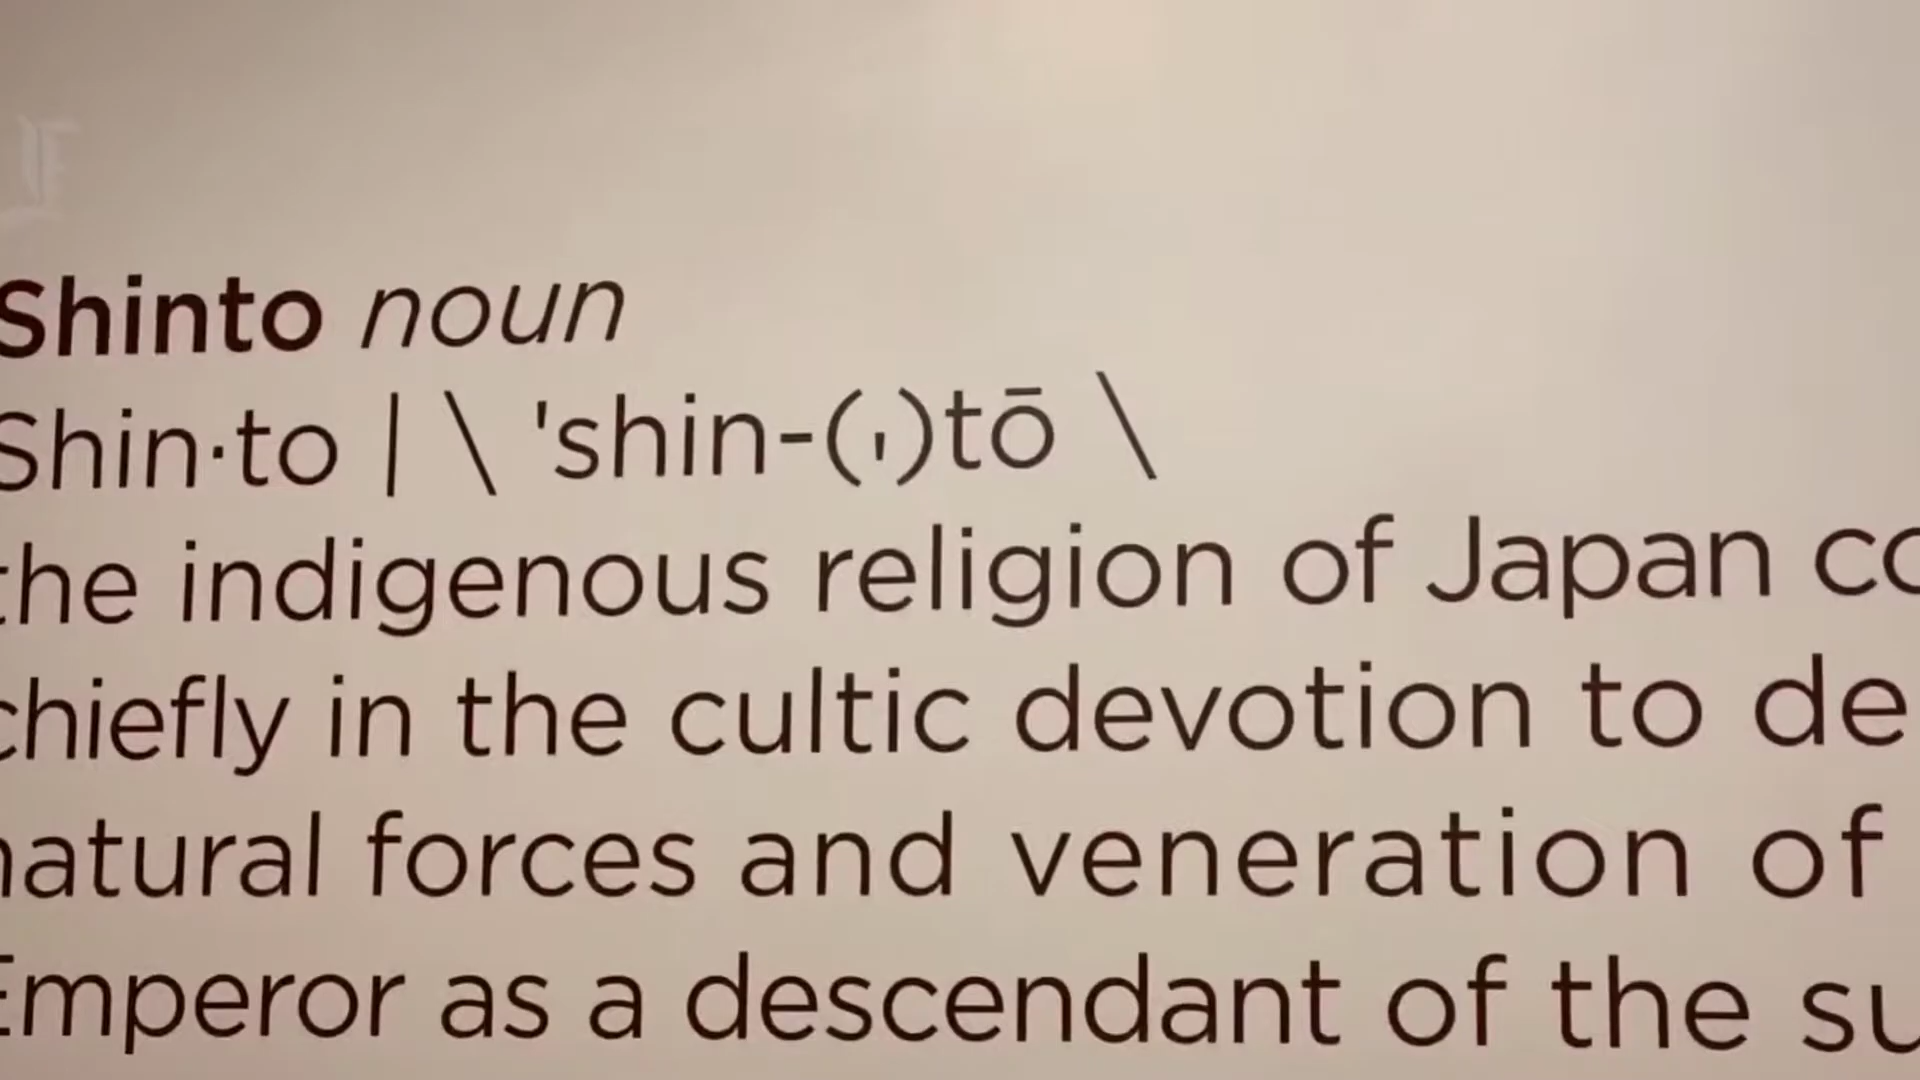 Shinto noun
Shin·to | \ 'shin-(ˌ)tō \
the indigenous religion of Japan co
chiefly in the cultic devotion to de
natural forces and veneration of
Emperor as a descendant of the su